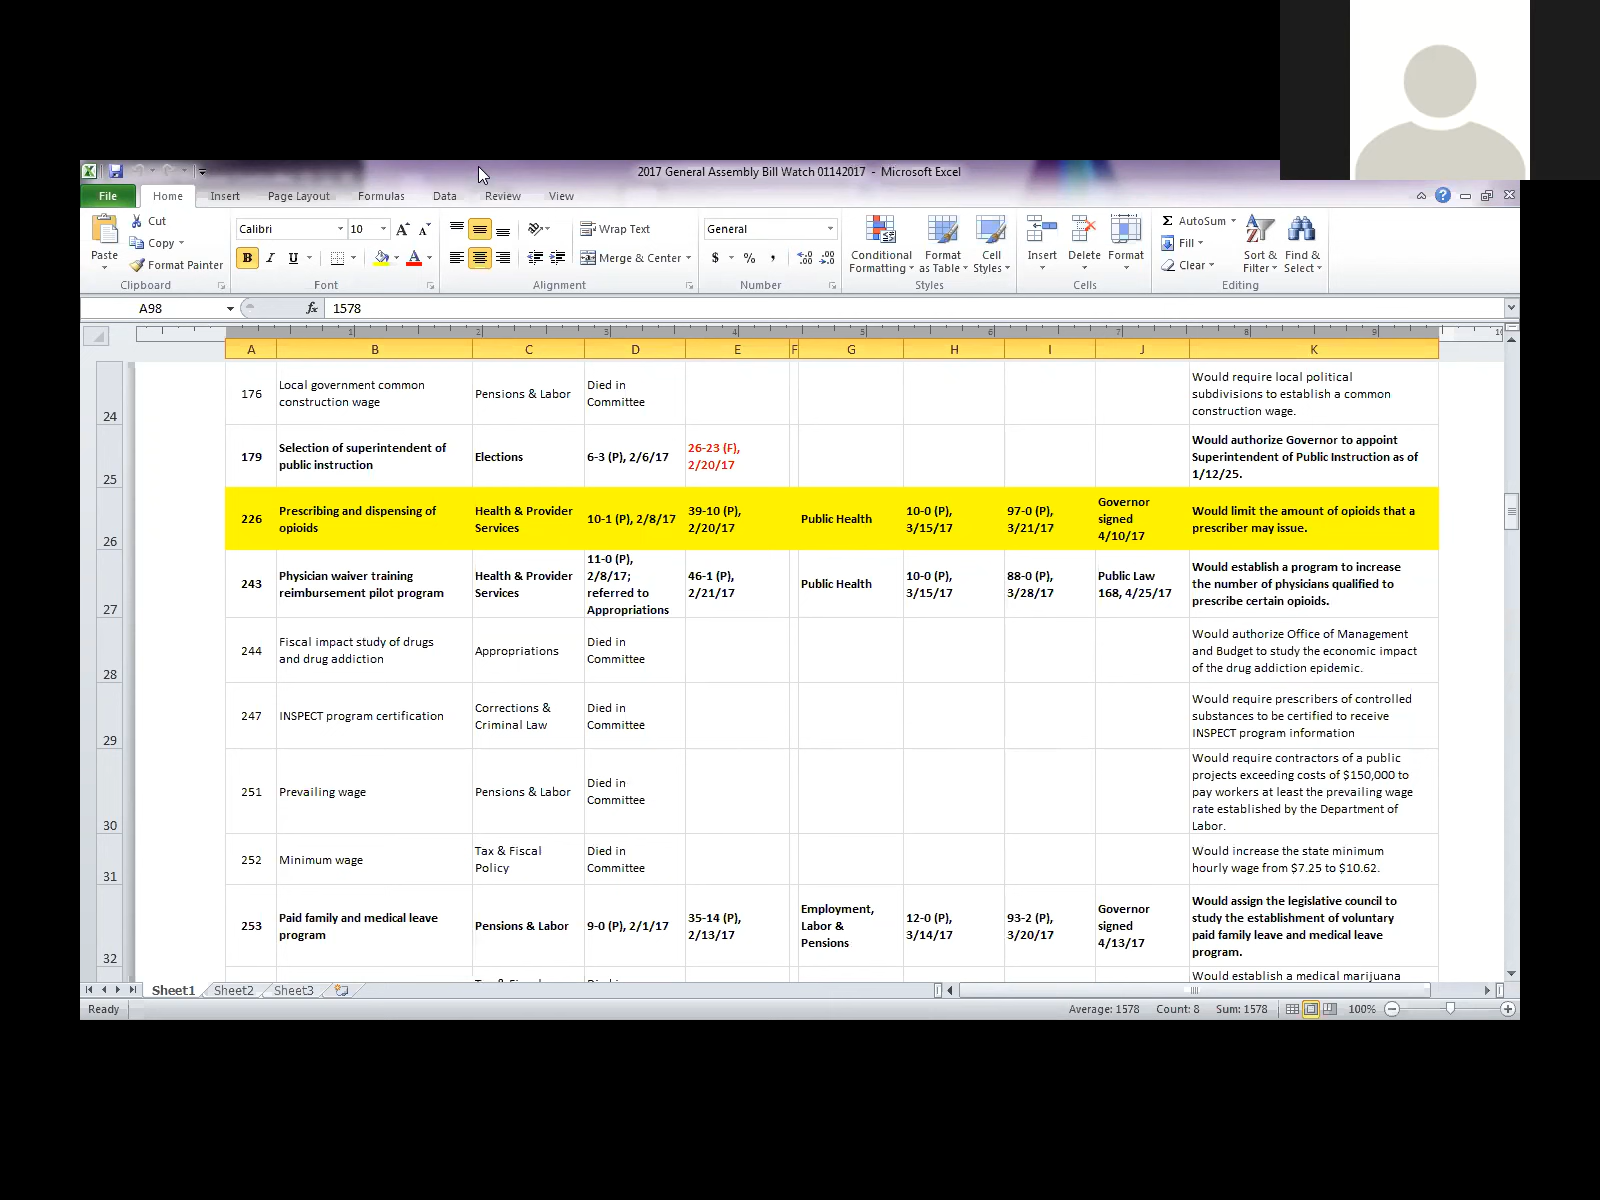 2017 General Assembly Bill Watch 01142017 - Microsoft Excel
File Home Insert Page Layout Formulas Data Review View
Cut
Copy
Format Painter
Paste
Clipboard
Calibri 10
B I U
Font
Wrap Text
Merge & Center
Alignment
General
$ % ,
Number
Conditional Formatting
Format as Table
Cell Styles
Styles
Insert Delete Format
Cells
AutoSum
Fill
Clear
Sort & Filter
Find & Select
Editing
A98 fx 1578
1 2 3 4 5 6 7 8 9
A B C D E F G H I J K
24 176 Local government common construction wage Pensions & Labor Died in Committee Would require local political subdivisions to establish a common construction wage.
25 179 Selection of superintendent of public instruction Elections 6-3 (P), 2/6/17 26-23 (F), 2/20/17 Would authorize Governor to appoint Superintendent of Public Instruction as of 1/12/25.
26 226 Prescribing and dispensing of opioids Health & Provider Services 10-1 (P), 2/8/17 39-10 (P), 2/20/17 Public Health 10-0 (P), 3/15/17 97-0 (P), 3/21/17 Governor signed 4/10/17 Would limit the amount of opioids that a prescriber may issue.
27 243 Physician waiver training reimbursement pilot program Health & Provider Services 11-0 (P), 2/8/17; referred to Appropriations 46-1 (P), 2/21/17 Public Health 10-0 (P), 3/15/17 88-0 (P), 3/28/17 Public Law 168, 4/25/17 Would establish a program to increase the number of physicians qualified to prescribe certain opioids.
28 244 Fiscal impact study of drugs and drug addiction Appropriations Died in Committee Would authorize Office of Management and Budget to study the economic impact of the drug addiction epidemic.
29 247 INSPECT program certification Corrections & Criminal Law Died in Committee Would require prescribers of controlled substances to be certified to receive INSPECT program information
30 251 Prevailing wage Pensions & Labor Died in Committee Would require contractors of a public projects exceeding costs of $150,000 to pay workers at least the prevailing wage rate established by the Department of Labor.
31 252 Minimum wage Tax & Fiscal Policy Died in Committee Would increase the state minimum hourly wage from $7.25 to $10.62.
32 253 Paid family and medical leave program Pensions & Labor 9-0 (P), 2/1/17 35-14 (P), 2/13/17 Employment, Labor & Pensions 12-0 (P), 3/14/17 93-2 (P), 3/20/17 Governor signed 4/13/17 Would assign the legislative council to study the establishment of voluntary paid family leave and medical leave program.
Would establish a medical marijuana
Sheet1 Sheet2 Sheet3
Ready Average: 1578 Count: 8 Sum: 1578 100%